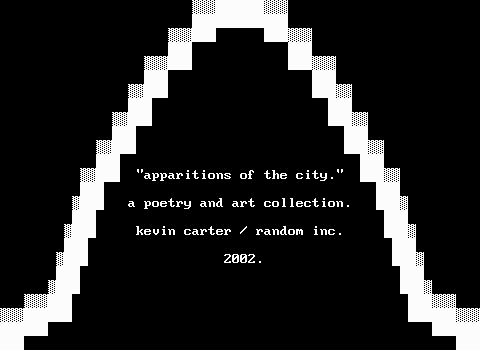 "apparitions of the city."
a poetry and art collection.
kevin carter / random inc.
2002.